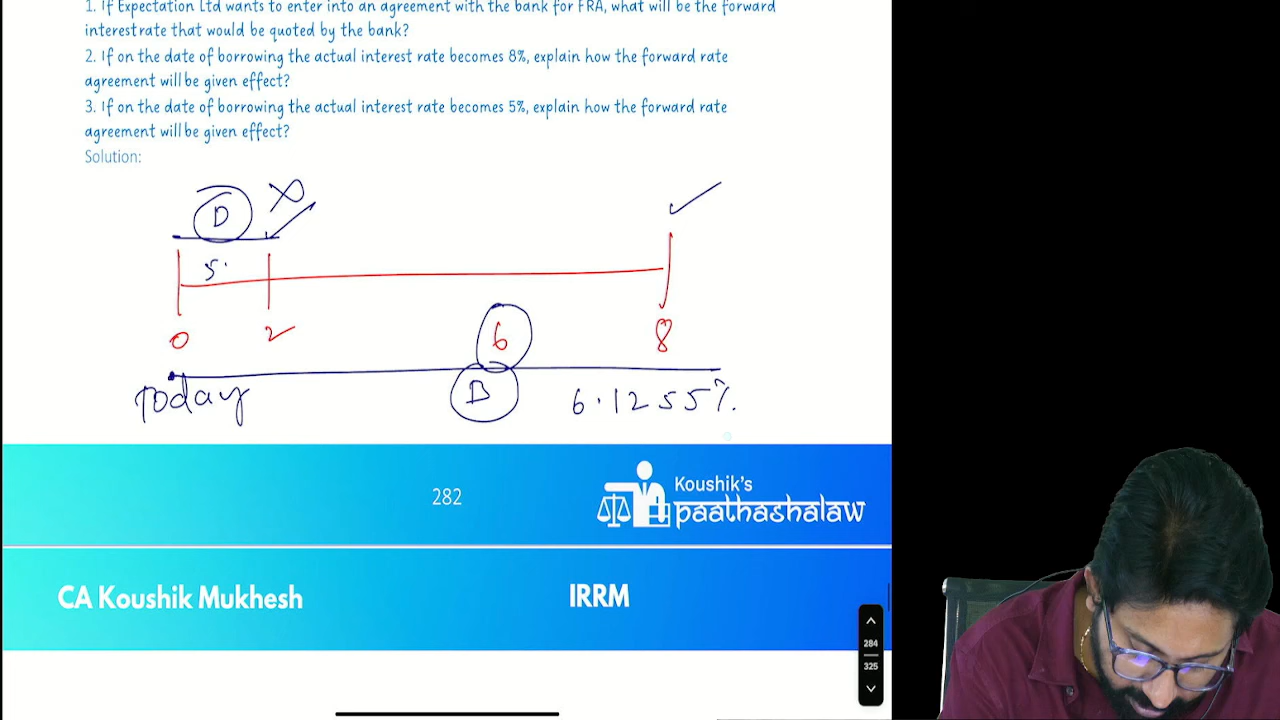 1. If Expectation Ltd wants to enter into an agreement with the bank for FRA, what will be the forward
interestrate that would be quoted by the bank?
2. If on the date of borrowing the actual interest rate becomes 8%, explain how the forward rate
agreement will be given effect?
3. If on the date of borrowing the actual interest rate becomes 5%, explain how the forward rate
agreement will be given effect?
Solution:
D
5.
0 2 6 8
Today B 6.1255%.
282
Koushik's
paathashalaw
CA Koushik Mukhesh IRRM
284
325